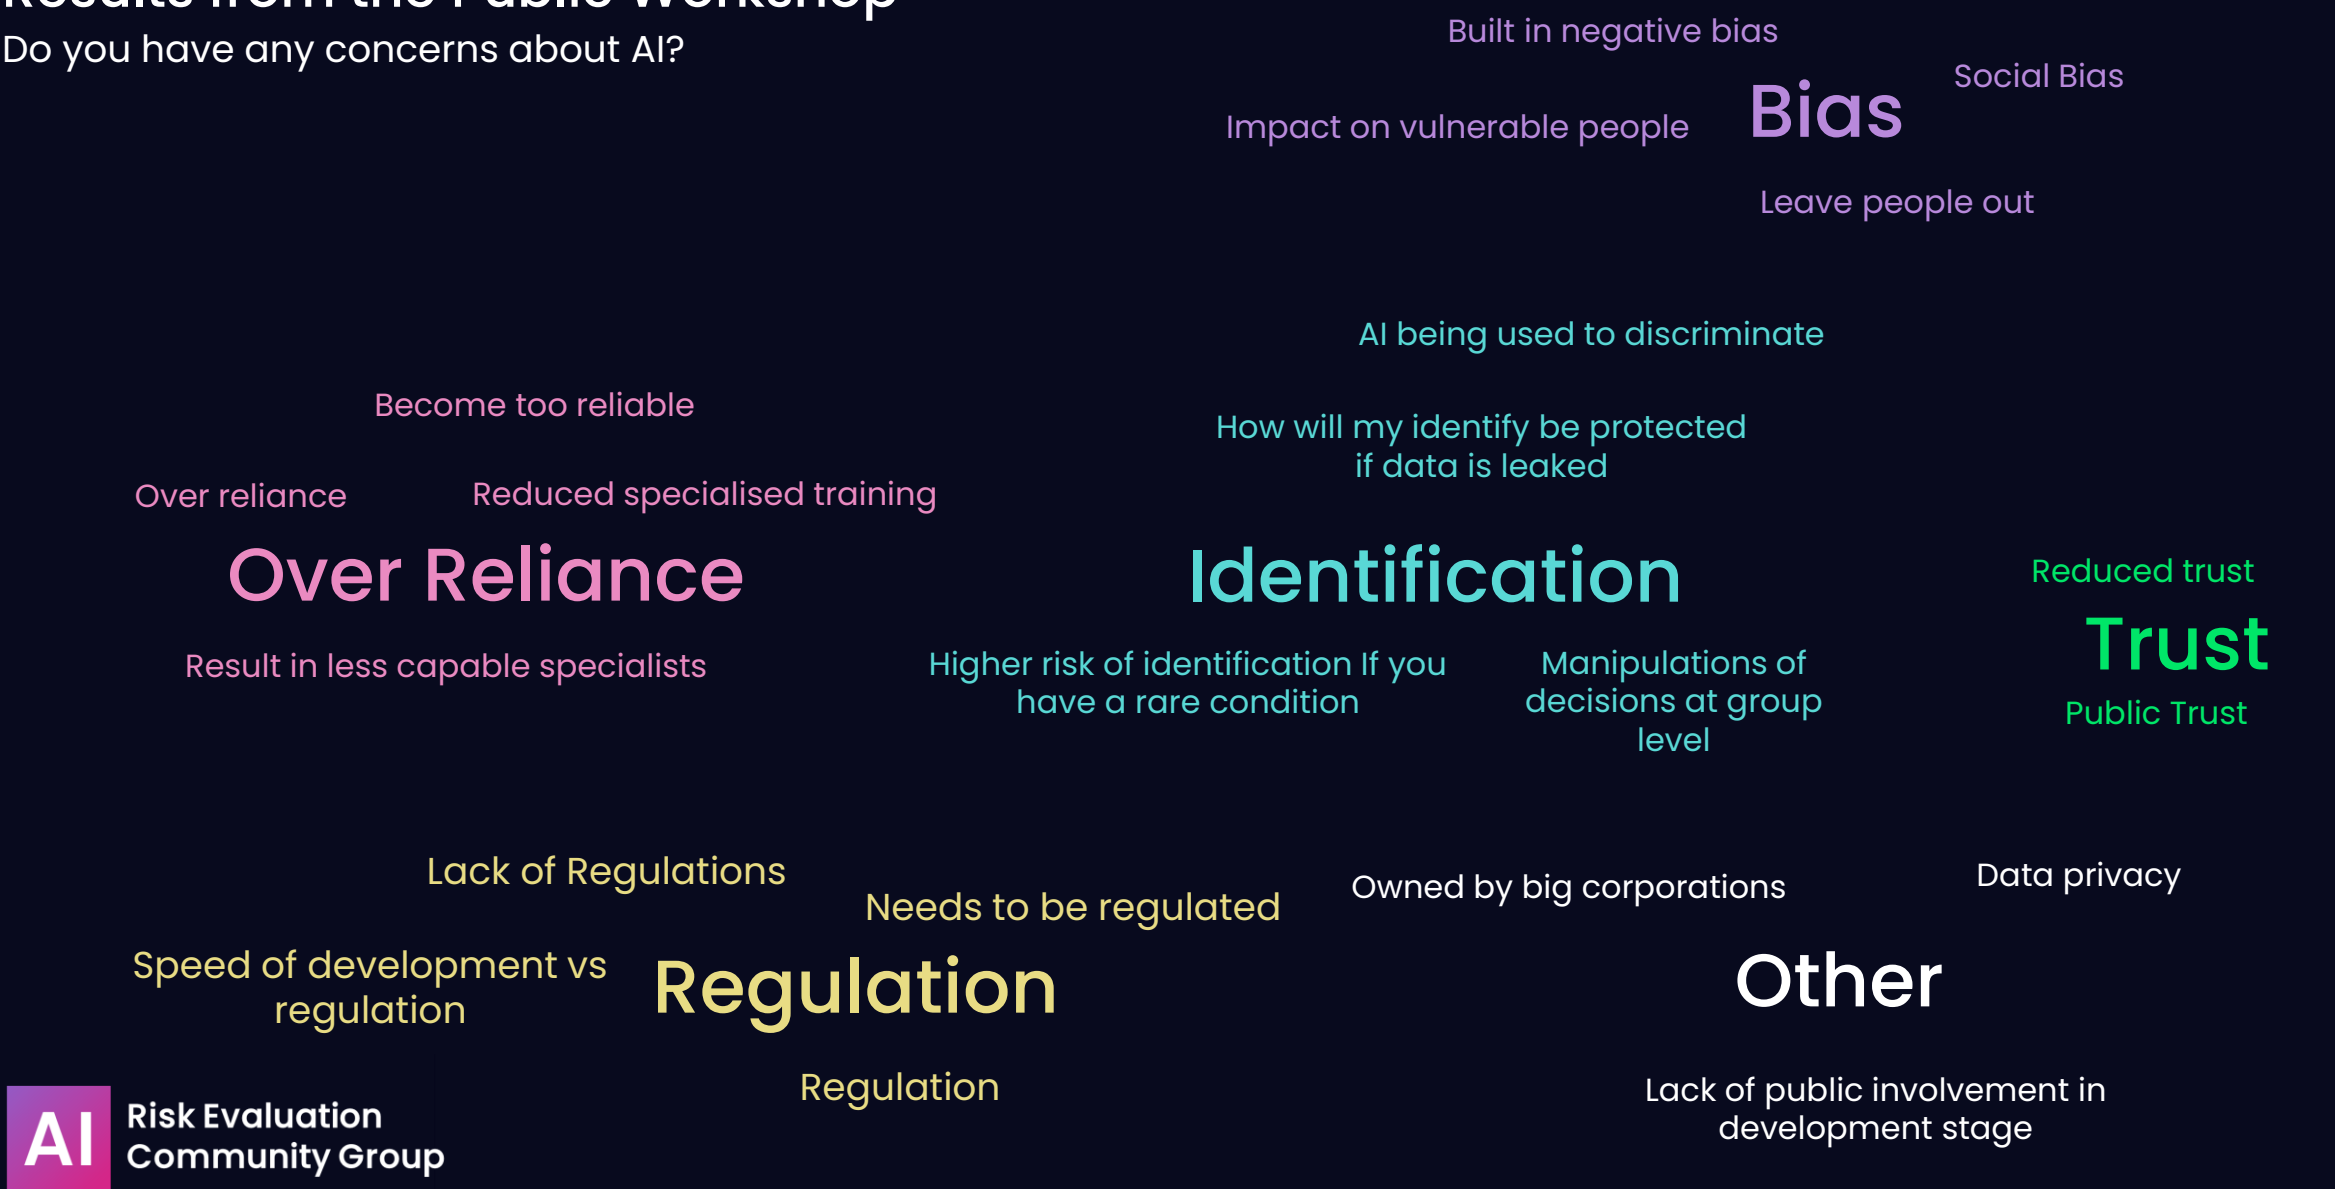 Results from the Public Workshop
Do you have any concerns about AI?
Built in negative bias
Social Bias
Bias
Impact on vulnerable people
Leave people out
AI being used to discriminate
Become too reliable
How will my identify be protected
if data is leaked
Over reliance
Reduced specialised training
Over Reliance
Result in less capable specialists
Identification
Higher risk of identification If you
have a rare condition
Manipulations of
decisions at group
level
Reduced trust
Trust
Public Trust
Lack of Regulations
Needs to be regulated
Speed of development vs
regulation
Regulation
Regulation
Owned by big corporations
Data privacy
Other
Lack of public involvement in
development stage
AI
Risk Evaluation
Community Group